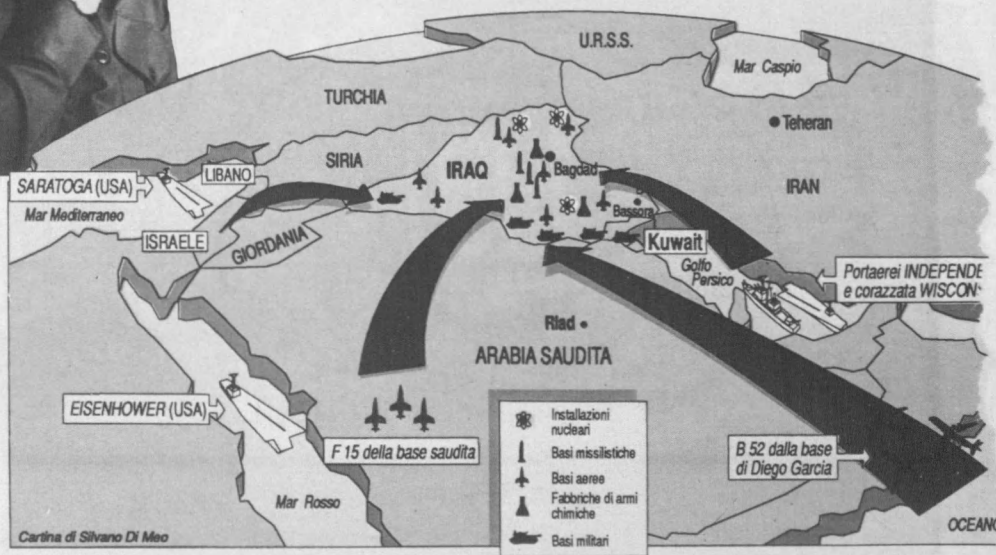 U.R.S.S.
Mar Caspio
TURCHIA
Teheran
SIRIA
IRAQ
Bagdad
IRAN
LIBANO
SARATOGA (USA)
Mar Mediterraneo
Bassora
ISRAELE
GIORDANIA
Kuwait
Golfo
Persico
Portaerei INDEPENDE
e corazzata WISCON
Riad
ARABIA SAUDITA
EISENHOWER (USA)
F 15 della base saudita
Installazioni
nucleari
Basi missilistiche
Basi aeree
Fabbriche di armi
chimiche
Basi militari
B 52 dalla base
di Diego Garcia
Mar Rosso
OCEANO
Cartina di Silvano Di Meo